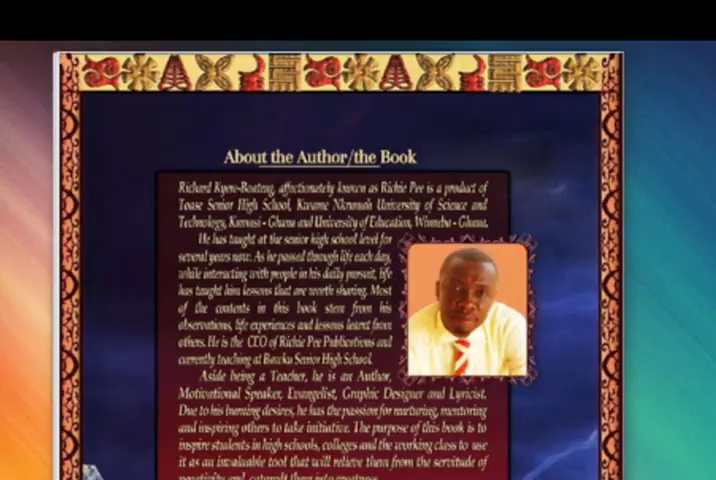 About the Author/the Book
Richard Kyere-Boateng, affectionately known as Richie Pee is a product of
Toase Senior High School, Kwame Nkrumah University of Science and
Technology, Kumasi - Ghana and University of Education, Winneba - Ghana.
He has taught at the senior high school level for
several years now. As he passed through life each day,
while interacting with people in his daily pursuit, life
has taught him lessons that are worth sharing. Most
of the contents in this book stem from his
observations, life experiences and lessons learnt from
others. He is the CEO of Richie Pee Publications and
currently teaching at Bawku Senior High School.
Aside being a Teacher, he is an Author,
Motivational Speaker, Evangelist, Graphic Designer and Lyricist.
Due to his burning desires, he has the passion for nurturing, mentoring
and inspiring others to take initiative. The purpose of this book is to
inspire students in high schools, colleges and the working class to use
it as an invaluable tool that will relieve them from the servitude of
negativity and catapult them into greatness.